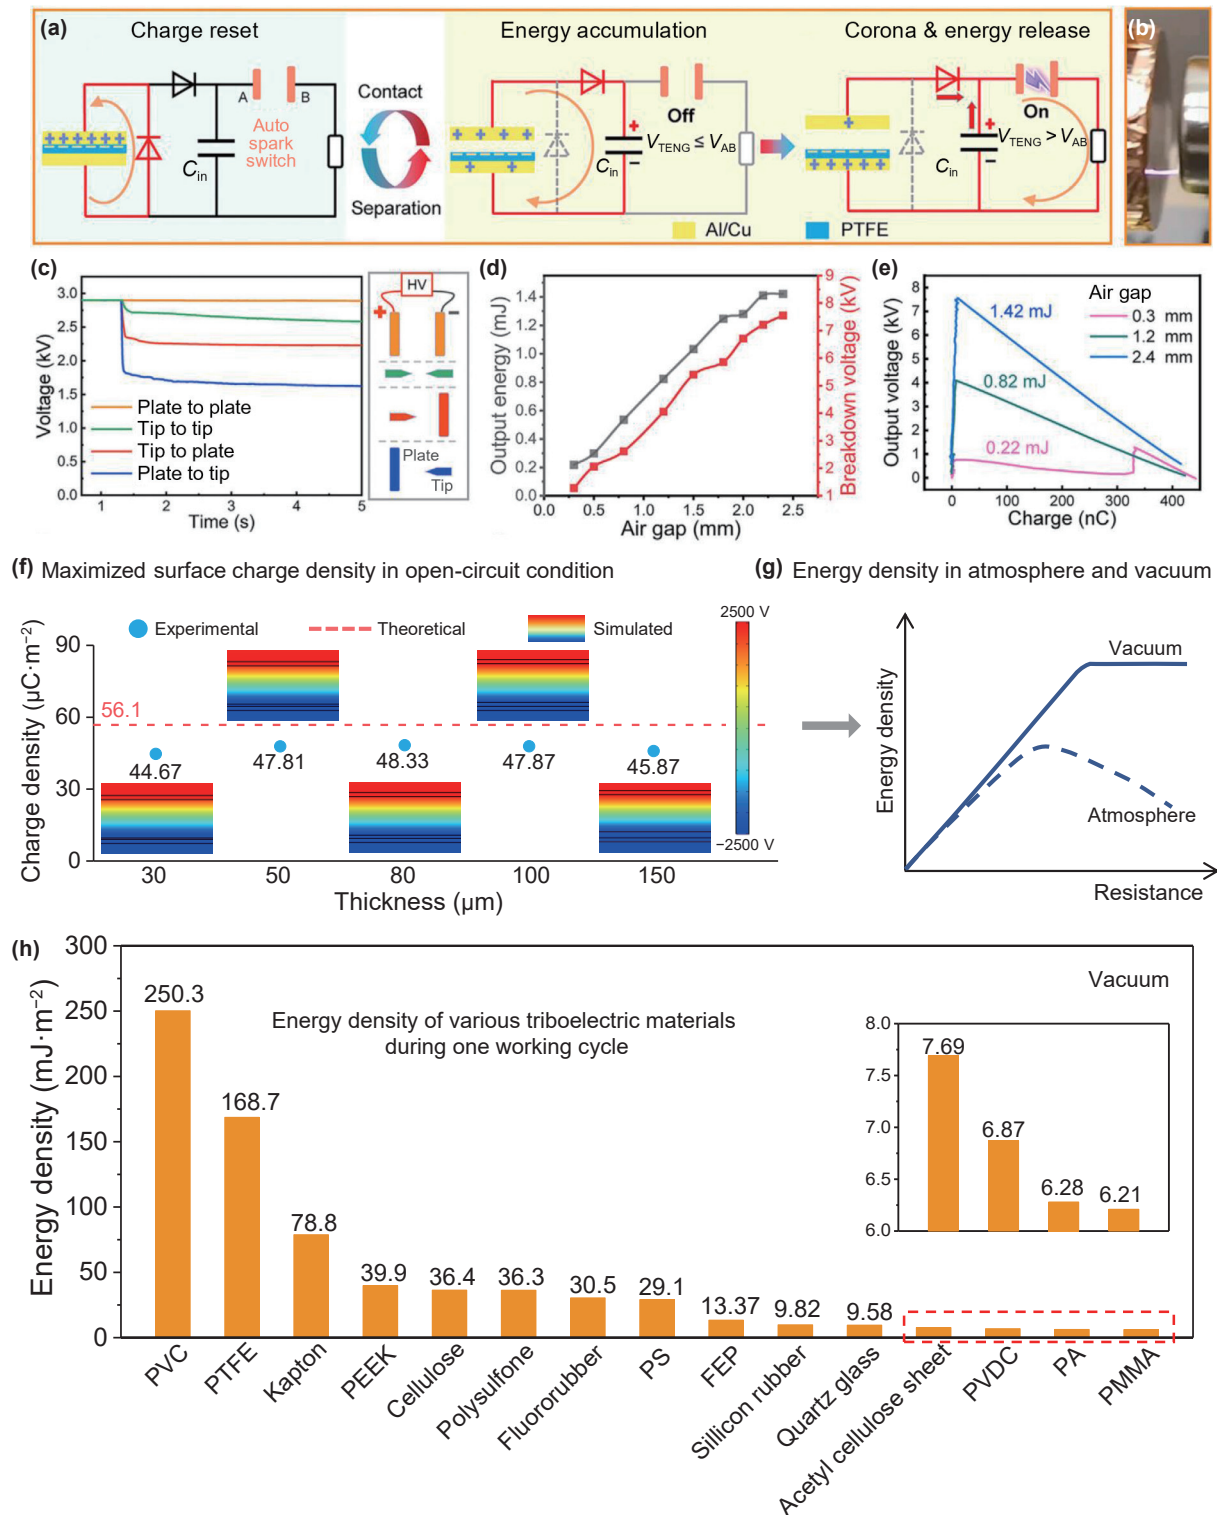 (a)
Charge reset
Energy accumulation
Corona & energy release
(b)
A
B
Auto
spark
switch
C_in
Contact
Separation
Off
V_TENG ≤ V_AB
C_in
On
V_TENG > V_AB
C_in
Al/Cu
PTFE
(c)
Voltage (kV)
3.0
2.5
2.0
1.5
1.0
0.5
0.0
Plate to plate
Tip to tip
Tip to plate
Plate to tip
1 2 3 4 5
Time (s)
HV
Plate
Tip
(d)
Output energy (mJ)
1.4
1.2
1.0
0.8
0.6
0.4
0.2
0.0
0.0 0.5 1.0 1.5 2.0 2.5
Air gap (mm)
9
8
7
6
5
4
3
2
1
Breakdown voltage (kV)
(e)
Output voltage (kV)
8
7
6
5
4
3
2
1
0
1.42 mJ
0.82 mJ
0.22 mJ
Air gap
0.3 mm
1.2 mm
2.4 mm
0 100 200 300 400
Charge (nC)
(f) Maximized surface charge density in open-circuit condition
Experimental
Theoretical
Simulated
Charge density (μC·m⁻²)
90
60
30
0
56.1
44.67
47.81
48.33
47.87
45.87
30 50 80 100 150
Thickness (μm)
2500 V
−2500 V
(g) Energy density in atmosphere and vacuum
Energy density
Vacuum
Atmosphere
Resistance
(h)
Energy density (mJ·m⁻²)
300
250
200
150
100
50
0
Vacuum
Energy density of various triboelectric materials
during one working cycle
250.3
168.7
78.8
39.9
36.4
36.3
30.5
29.1
13.37
9.82
9.58
8.0
7.5
7.0
6.5
6.0
7.69
6.87
6.28
6.21
PVC
PTFE
Kapton
PEEK
Cellulose
Polysulfone
Fluororubber
PS
FEP
Sillicon rubber
Quartz glass
Acetyl cellulose sheet
PVDC
PA
PMMA